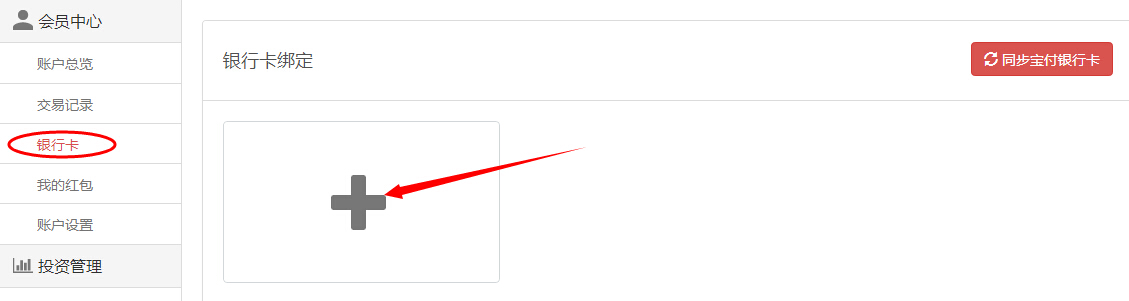 会员中心
账户总览
交易记录
银行卡
我的红包
账户设置
投资管理
银行卡绑定
同步宝付银行卡